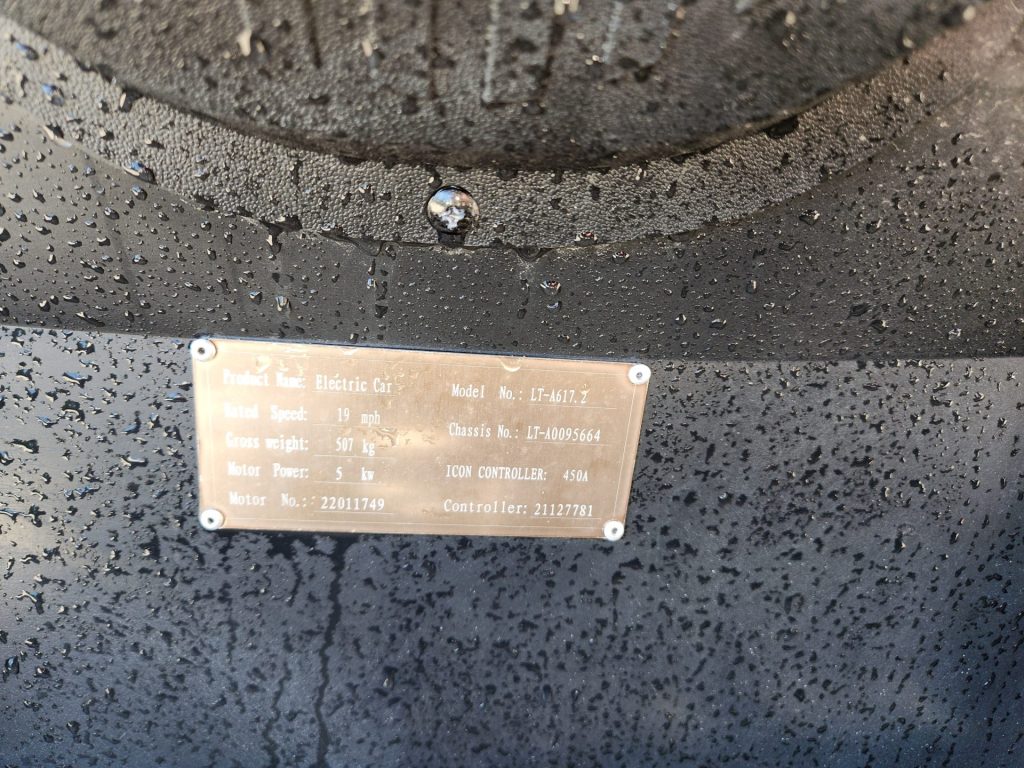 Product Name: Electric Car
Model No.: LT-A617.2
Rated Speed: 19 mph
Chassis No.: LT-A0095664
Gross weight: 507 kg
Motor Power: 5 kw
ICON CONTROLLER: 450A
Motor No.: 22011749
Controller: 21127781